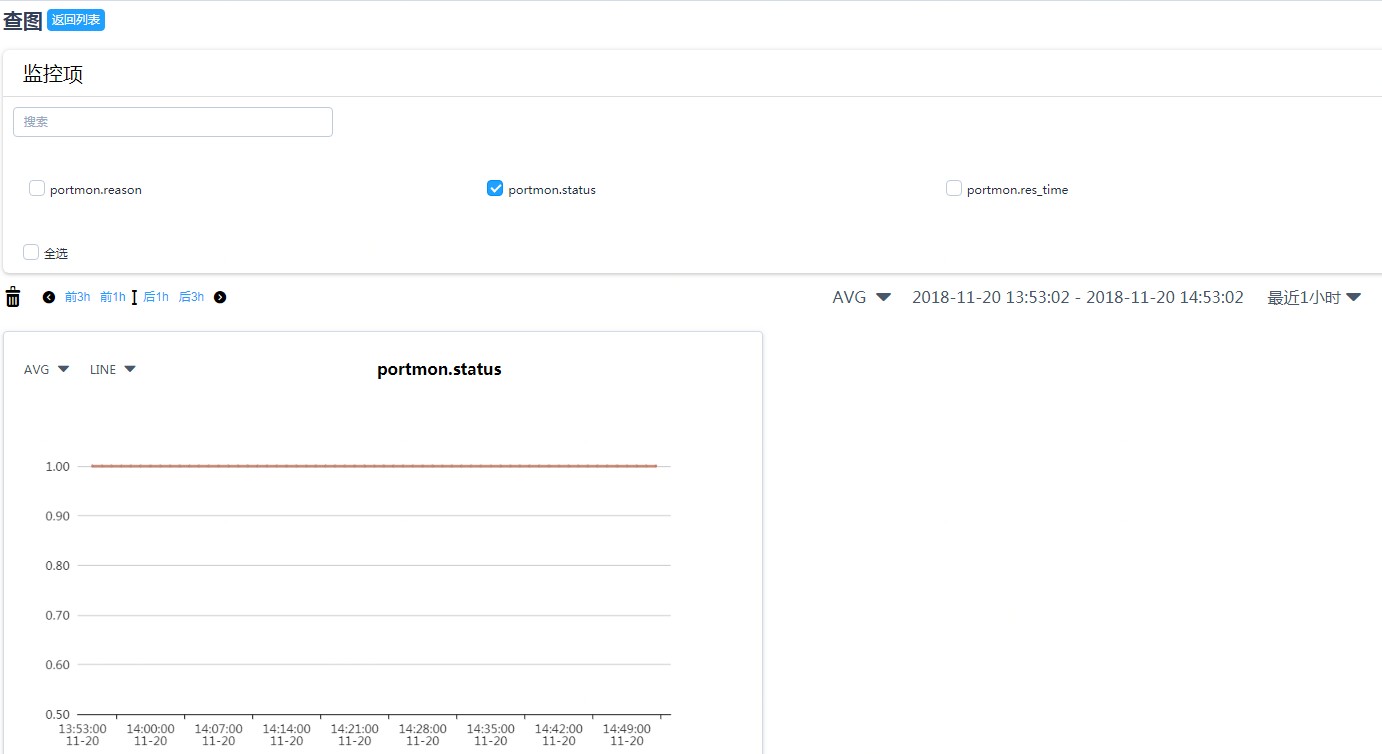 查图 返回列表
监控项
搜索
portmon.reason portmon.status portmon.res_time
全选
前3h 前1h 后1h 后3h AVG 2018-11-20 13:53:02 - 2018-11-20 14:53:02 最近1小时
AVG LINE portmon.status
1.00
0.90
0.80
0.70
0.60
0.50
13:53:00 14:00:00 14:07:00 14:14:00 14:21:00 14:28:00 14:35:00 14:42:00 14:49:00
11-20 11-20 11-20 11-20 11-20 11-20 11-20 11-20 11-20